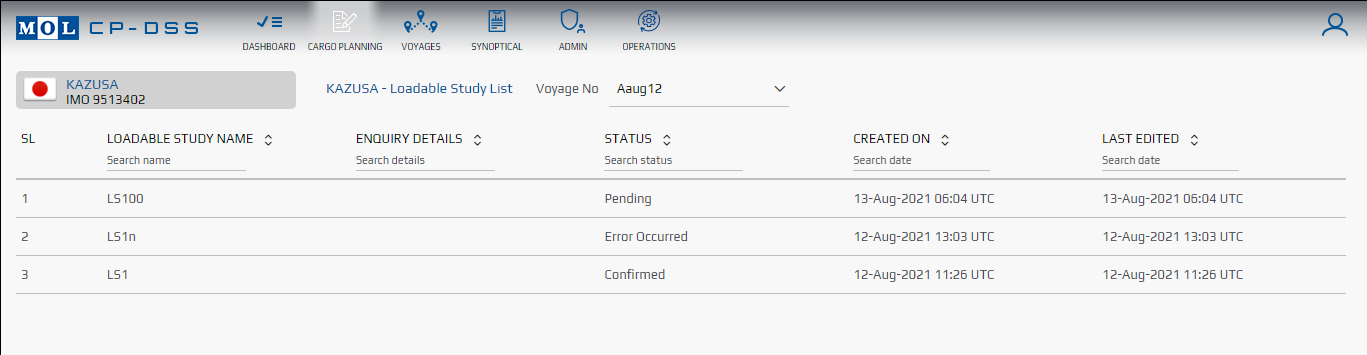 MOL CP-DSS
DASHBOARD CARGO PLANNING VOYAGES SYNOPTICAL ADMIN OPERATIONS
KAZUSA
IMO 9513402
KAZUSA - Loadable Study List Voyage No Aaug12
SL LOADABLE STUDY NAME ENQUIRY DETAILS STATUS CREATED ON LAST EDITED
Search name Search details Search status Search date Search date
1 LS100 Pending 13-Aug-2021 06:04 UTC 13-Aug-2021 06:04 UTC
2 LS1n Error Occurred 12-Aug-2021 13:03 UTC 12-Aug-2021 13:03 UTC
3 LS1 Confirmed 12-Aug-2021 11:26 UTC 12-Aug-2021 11:26 UTC